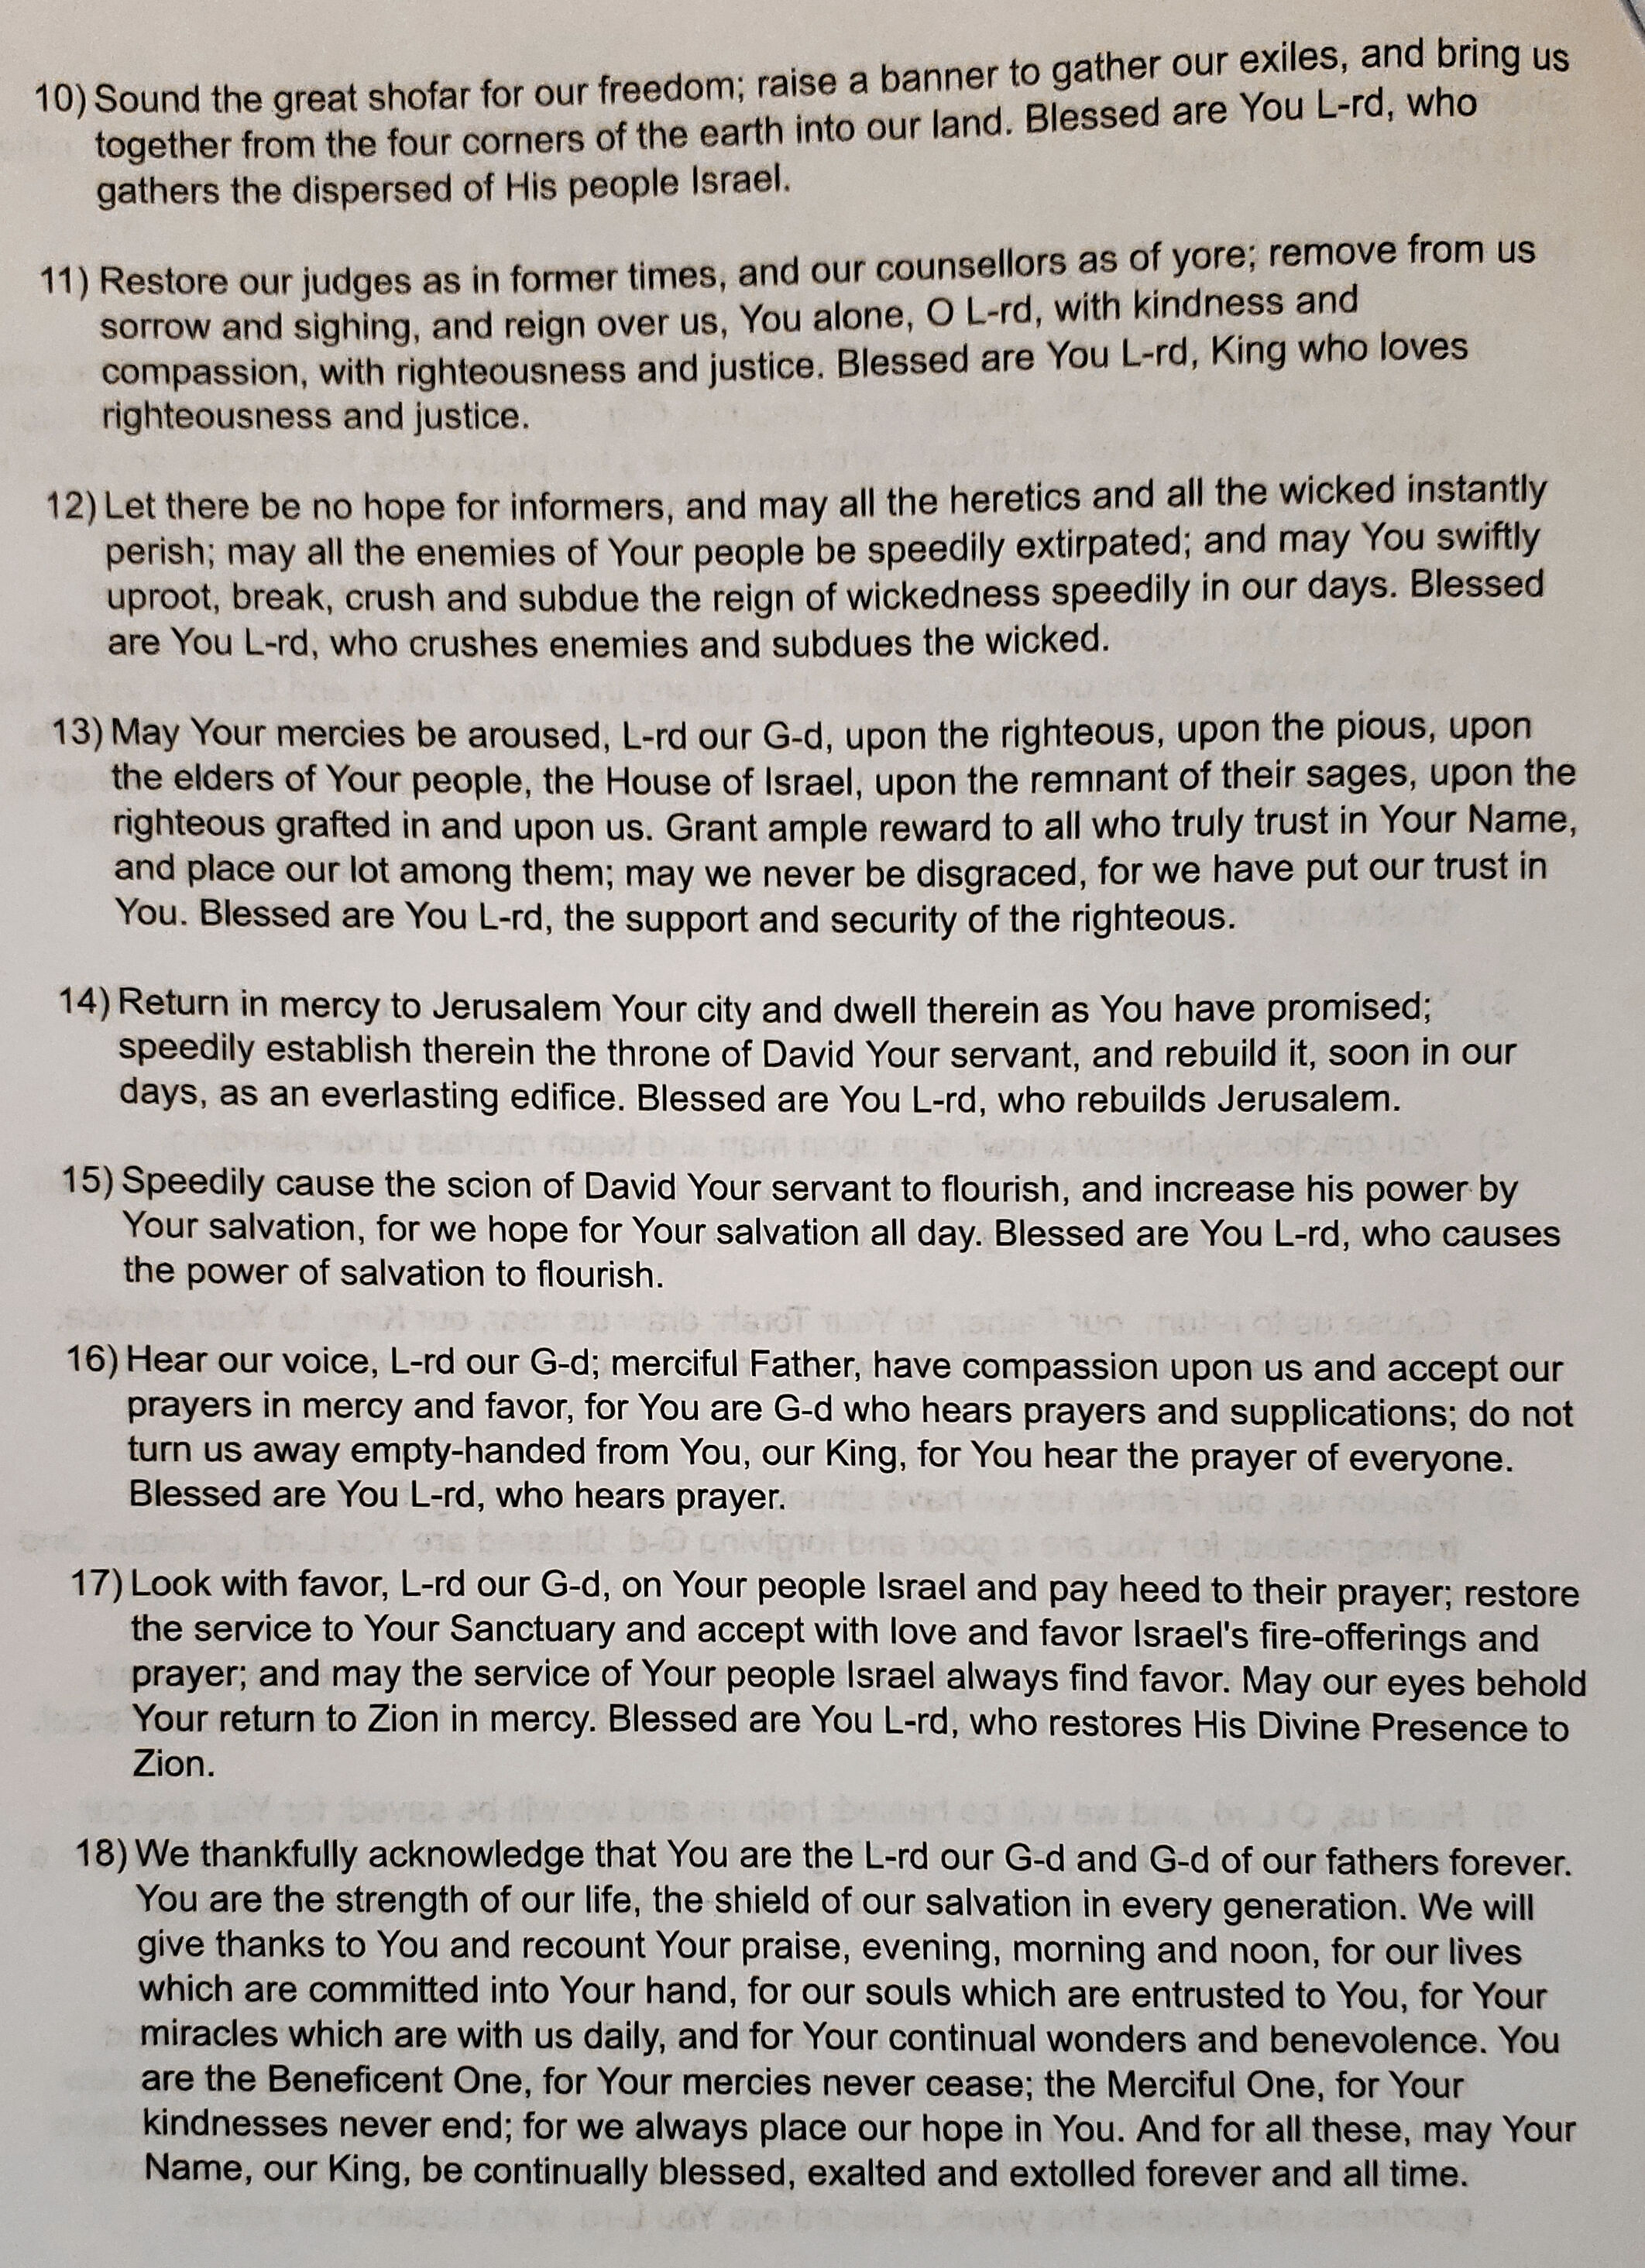 10) Sound the great shofar for our freedom; raise a banner to gather our exiles, and bring us
together from the four corners of the earth into our land. Blessed are You L-rd, who
gathers the dispersed of His people Israel.
11) Restore our judges as in former times, and our counsellors as of yore; remove from us
sorrow and sighing, and reign over us, You alone, O L-rd, with kindness and
compassion, with righteousness and justice. Blessed are You L-rd, King who loves
righteousness and justice.
12) Let there be no hope for informers, and may all the heretics and all the wicked instantly
perish; may all the enemies of Your people be speedily extirpated; and may You swiftly
uproot, break, crush and subdue the reign of wickedness speedily in our days. Blessed
are You L-rd, who crushes enemies and subdues the wicked.
13) May Your mercies be aroused, L-rd our G-d, upon the righteous, upon the pious, upon
the elders of Your people, the House of Israel, upon the remnant of their sages, upon the
righteous grafted in and upon us. Grant ample reward to all who truly trust in Your Name,
and place our lot among them; may we never be disgraced, for we have put our trust in
You. Blessed are You L-rd, the support and security of the righteous.
14) Return in mercy to Jerusalem Your city and dwell therein as You have promised;
speedily establish therein the throne of David Your servant, and rebuild it, soon in our
days, as an everlasting edifice. Blessed are You L-rd, who rebuilds Jerusalem.
15) Speedily cause the scion of David Your servant to flourish, and increase his power by
Your salvation, for we hope for Your salvation all day. Blessed are You L-rd, who causes
the power of salvation to flourish.
16) Hear our voice, L-rd our G-d; merciful Father, have compassion upon us and accept our
prayers in mercy and favor, for You are G-d who hears prayers and supplications; do not
turn us away empty-handed from You, our King, for You hear the prayer of everyone.
Blessed are You L-rd, who hears prayer.
17) Look with favor, L-rd our G-d, on Your people Israel and pay heed to their prayer; restore
the service to Your Sanctuary and accept with love and favor Israel's fire-offerings and
prayer; and may the service of Your people Israel always find favor. May our eyes behold
Your return to Zion in mercy. Blessed are You L-rd, who restores His Divine Presence to
Zion.
18) We thankfully acknowledge that You are the L-rd our G-d and G-d of our fathers forever.
You are the strength of our life, the shield of our salvation in every generation. We will
give thanks to You and recount Your praise, evening, morning and noon, for our lives
which are committed into Your hand, for our souls which are entrusted to You, for Your
miracles which are with us daily, and for Your continual wonders and benevolence. You
are the Beneficent One, for Your mercies never cease; the Merciful One, for Your
kindnesses never end; for we always place our hope in You. And for all these, may Your
Name, our King, be continually blessed, exalted and extolled forever and all time.